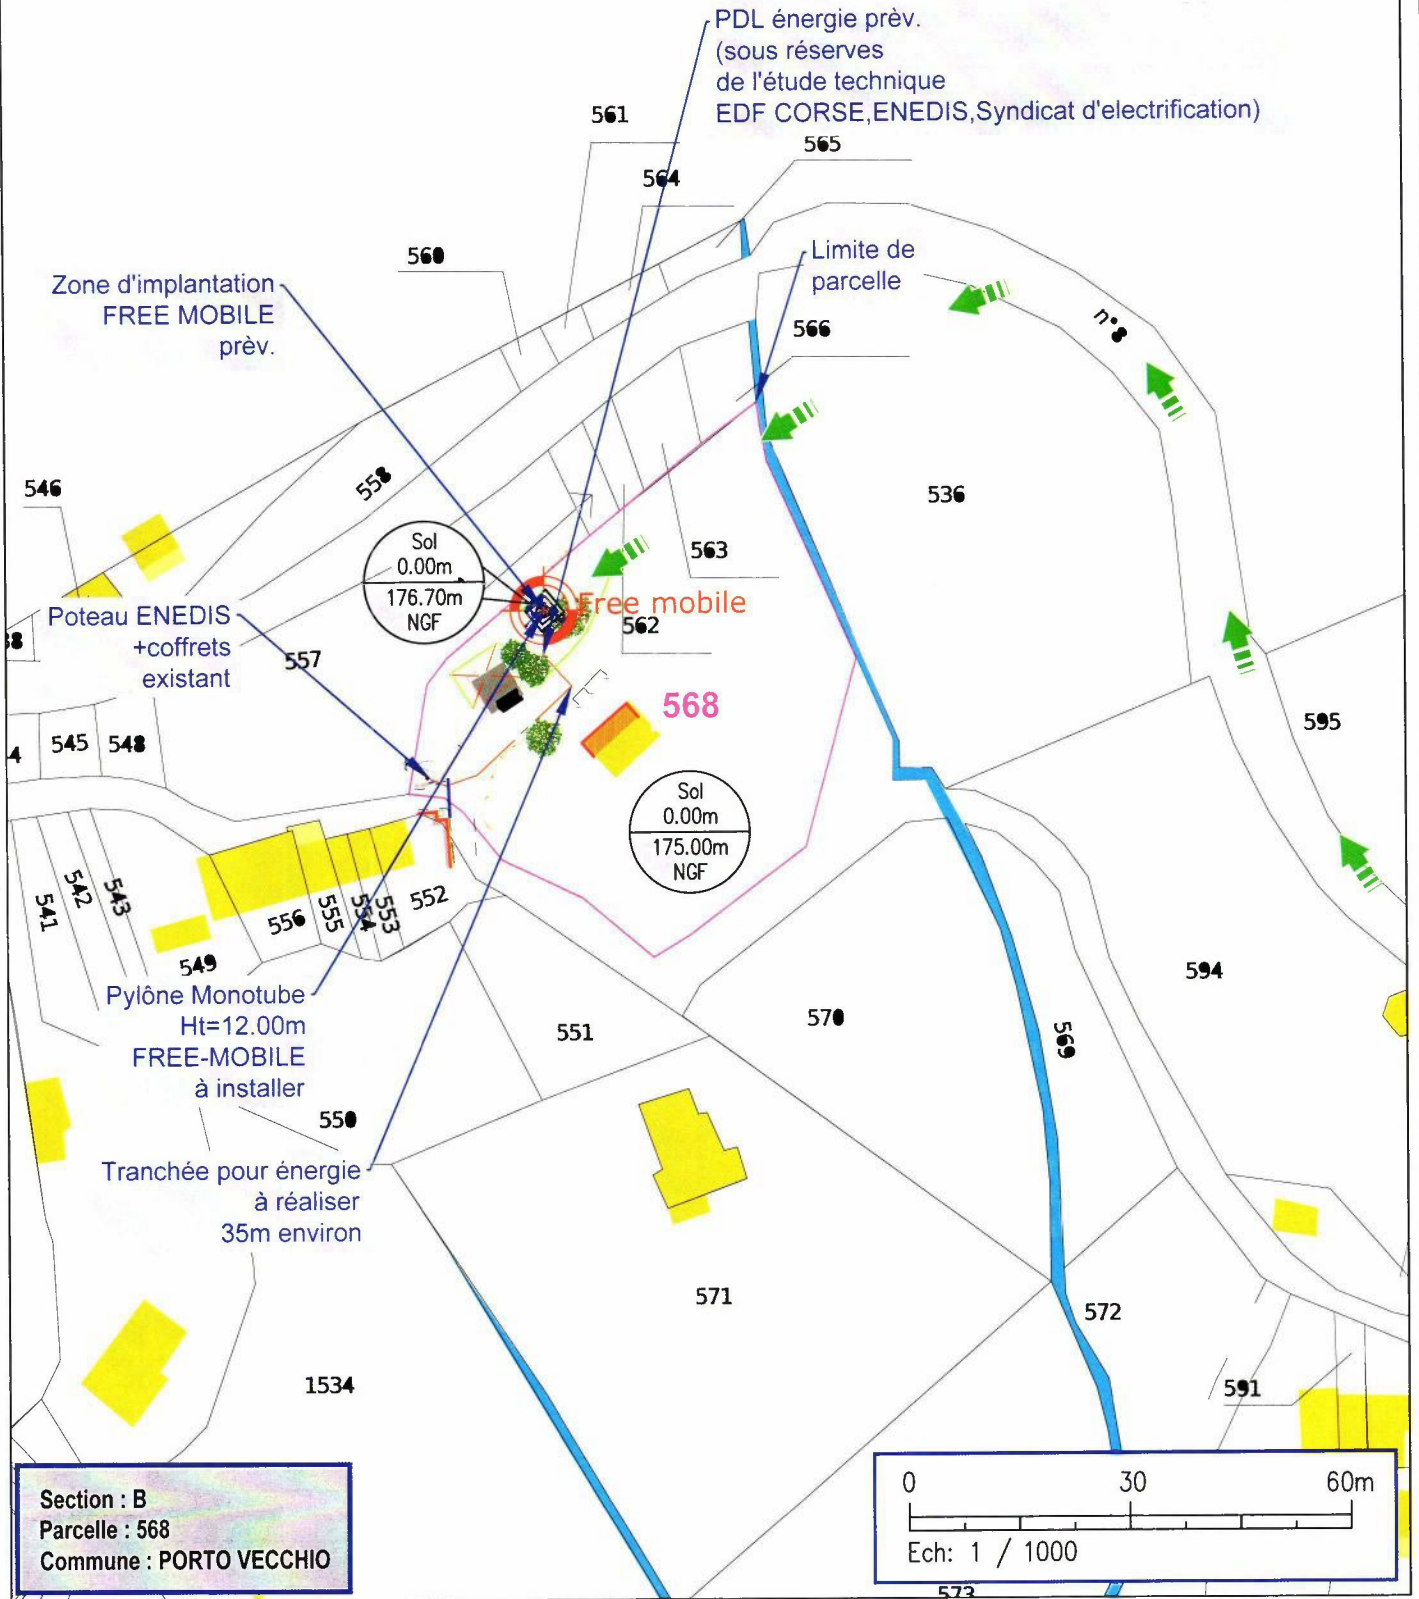 PDL énergie prèv.
(sous réserves
de l'étude technique
EDF CORSE,ENEDIS,Syndicat d'electrification)
561
565
564
560
Limite de
parcelle
Zone d'implantation
FREE MOBILE
prèv.
n°8
566
558
546
536
Sol
0.00m
176.70m
NGF
563
Free mobile
562
Poteau ENEDIS
+coffrets
existant
557
568
595
545
548
4
Sol
0.00m
175.00m
NGF
541
542
543
556
555
554
553
552
549
594
Pylône Monotube
Ht=12.00m
FREE-MOBILE
à installer
551
570
569
550
Tranchée pour énergie
à réaliser
35m environ
571
572
1534
591
Section : B
Parcelle : 568
Commune : PORTO VECCHIO
0 30 60m
Ech: 1 / 1000
573